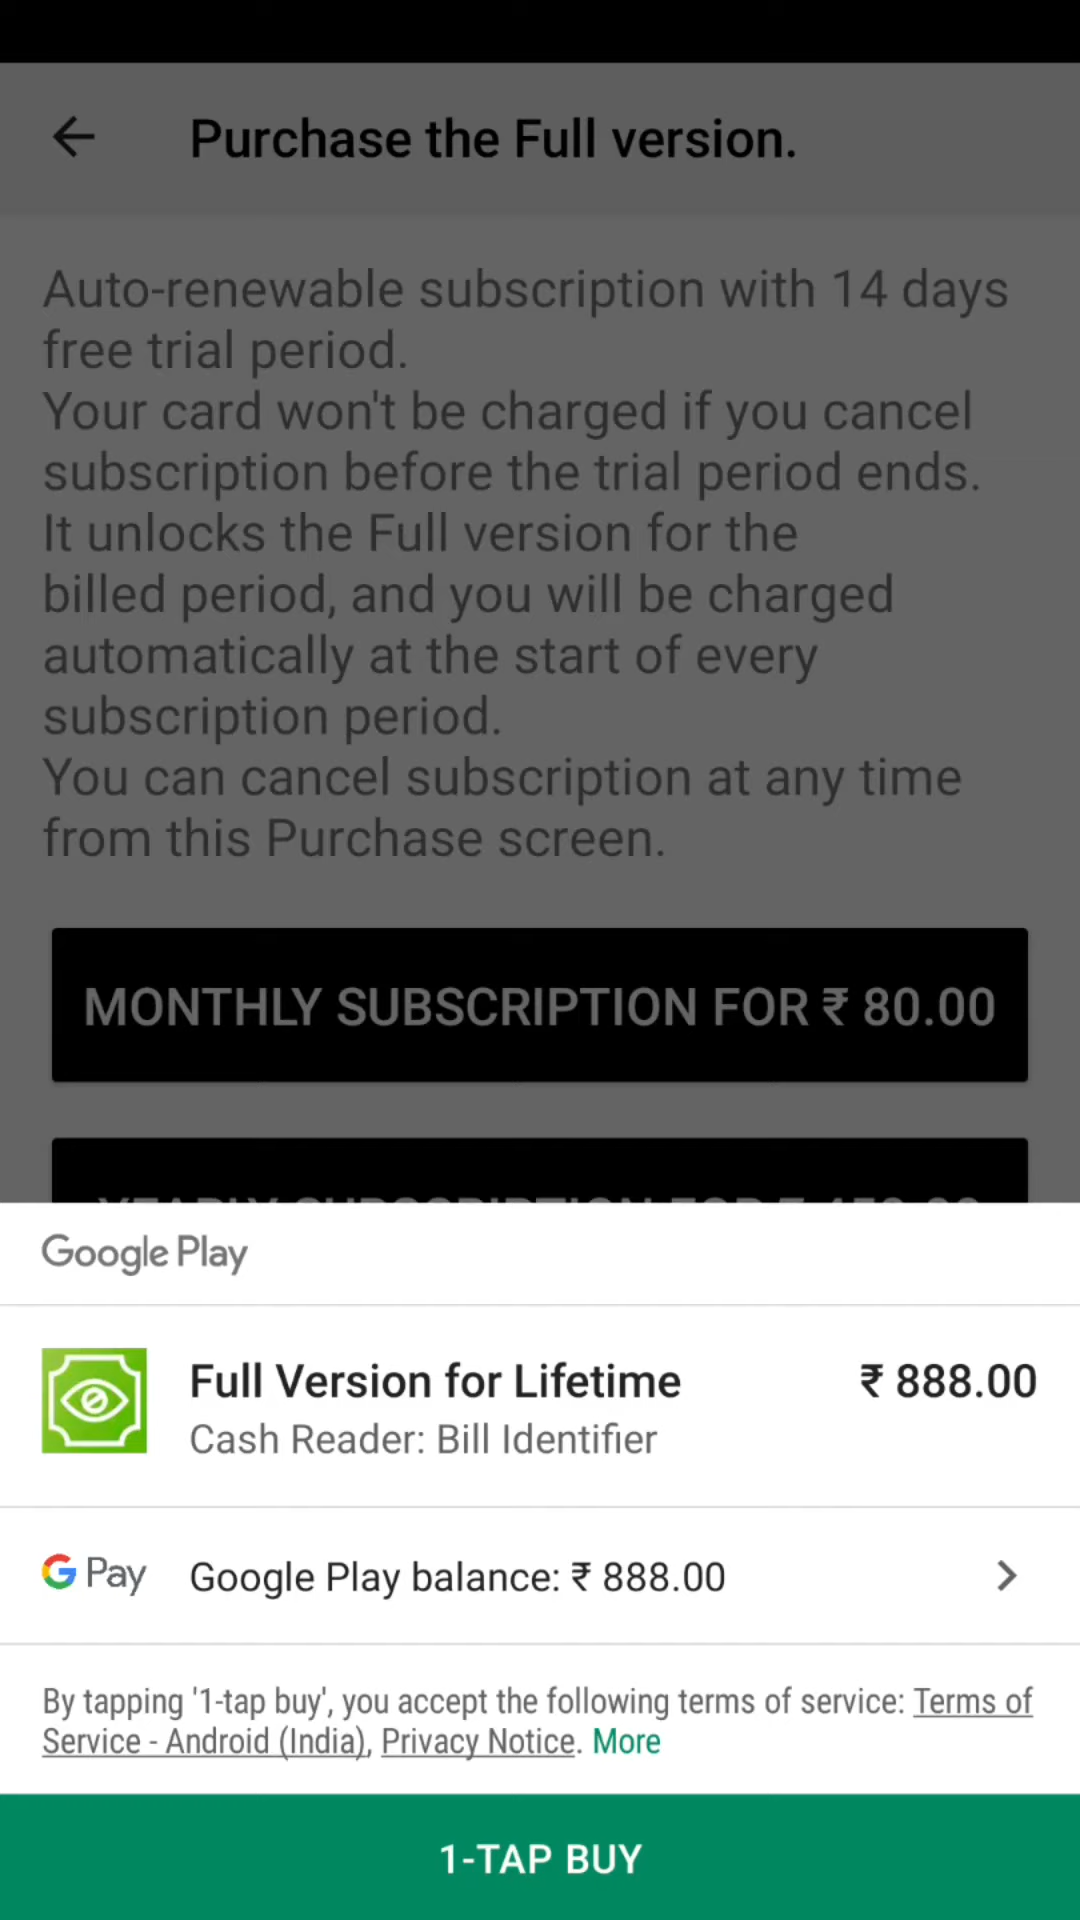 Purchase the Full version.
Auto-renewable subscription with 14 days
free trial period.
Your card won't be charged if you cancel
subscription before the trial period ends.
It unlocks the Full version for the
billed period, and you will be charged
automatically at the start of every
subscription period.
You can cancel subscription at any time
from this Purchase screen.
MONTHLY SUBSCRIPTION FOR ₹ 80.00
YEARLY SUBSCRIPTION FOR ₹
Google Play
Full Version for Lifetime ₹ 888.00
Cash Reader: Bill Identifier
G Pay Google Play balance: ₹ 888.00
By tapping '1-tap buy', you accept the following terms of service: Terms of
Service - Android (India), Privacy Notice. More
1-TAP BUY